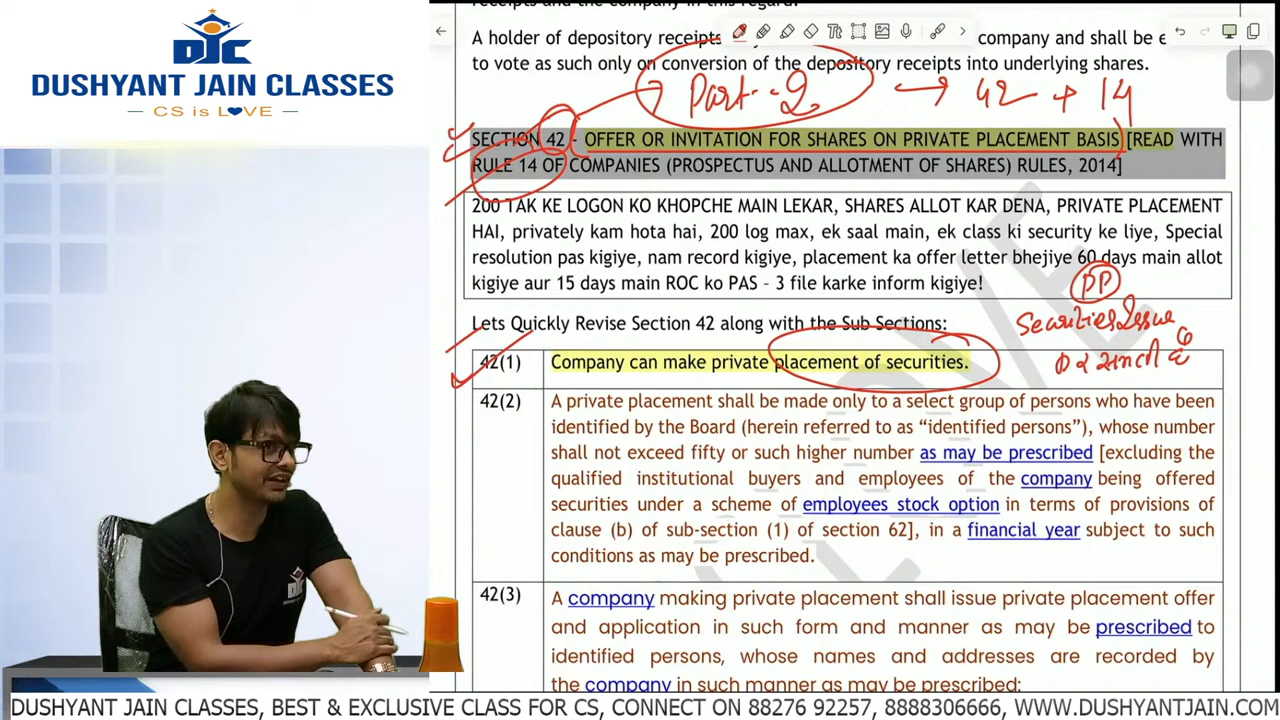 DJC
DUSHYANT JAIN CLASSES
CS is LOVE
receipts and the company in this regard.
A holder of depository receipts company and shall be e
to vote as such only on conversion of the depository receipts into underlying shares.
Part-2 → 42 + 14
SECTION 42 - OFFER OR INVITATION FOR SHARES ON PRIVATE PLACEMENT BASIS [READ WITH
RULE 14 OF COMPANIES (PROSPECTUS AND ALLOTMENT OF SHARES) RULES, 2014]
200 TAK KE LOGON KO KHOPCHE MAIN LEKAR, SHARES ALLOT KAR DENA, PRIVATE PLACEMENT
HAI, privately kam hota hai, 200 log max, ek saal main, ek class ki security ke liye, Special
resolution pas kigiye, nam record kigiye, placement ka offer letter bhejiye 60 days main allot
kigiye aur 15 days main ROC ko PAS – 3 file karke inform kigiye!
PP
Securities Issue
Lets Quickly Revise Section 42 along with the Sub Sections:
42(1) Company can make private placement of securities.
42(2) A private placement shall be made only to a select group of persons who have been
identified by the Board (herein referred to as “identified persons”), whose number
shall not exceed fifty or such higher number as may be prescribed [excluding the
qualified institutional buyers and employees of the company being offered
securities under a scheme of employees stock option in terms of provisions of
clause (b) of sub-section (1) of section 62], in a financial year subject to such
conditions as may be prescribed.
42(3) A company making private placement shall issue private placement offer
and application in such form and manner as may be prescribed to
identified persons, whose names and addresses are recorded by
the company in such manner as may be prescribed:
DUSHYANT JAIN CLASSES, BEST & EXCLUSIVE CLASS FOR CS, CONNECT ON 88276 92257, 8888306666, WWW.DUSHYANTJAIN.COM